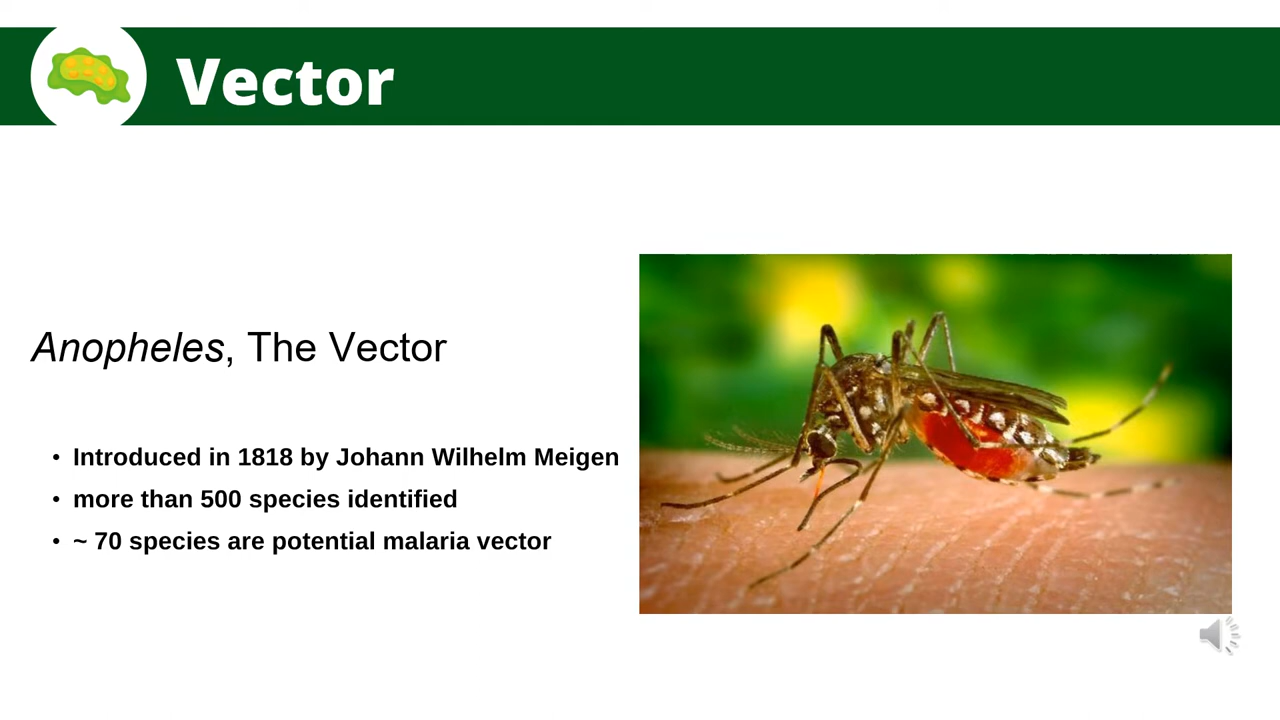 Vector
Anopheles, The Vector
• Introduced in 1818 by Johann Wilhelm Meigen
• more than 500 species identified
• ~ 70 species are potential malaria vector